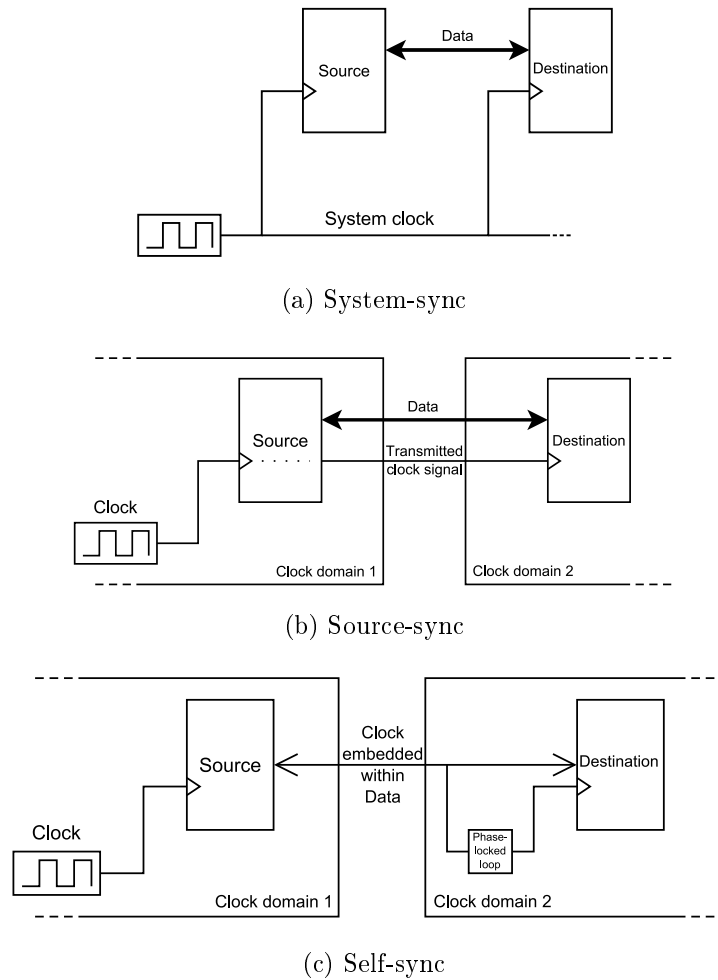 Data
Source
Destination
System clock
(a) System-sync
Data
Source
Destination
Transmitted
clock signal
Clock
Clock domain 1
Clock domain 2
(b) Source-sync
Clock
embedded
within
Data
Source
Destination
Clock
Phase-
locked
loop
Clock domain 1
Clock domain 2
(c) Self-sync